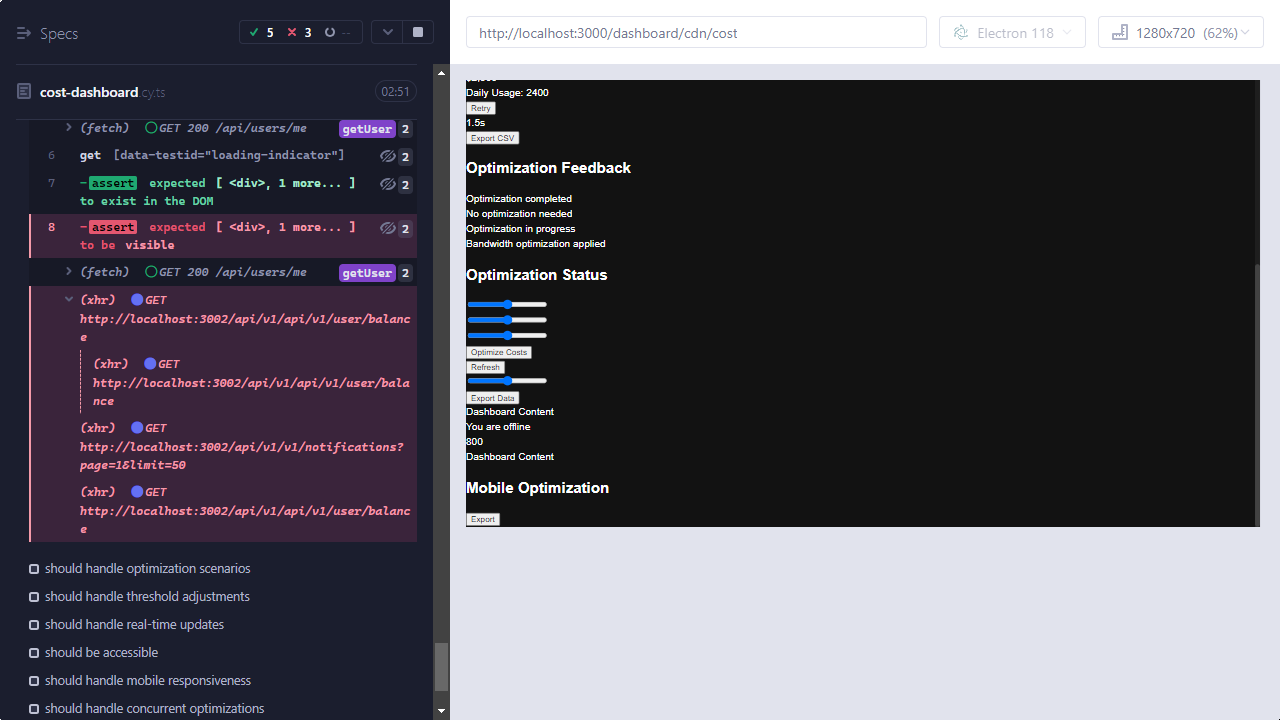 Specs
5
3
--
cost-dashboard.cy.ts
02:51
(fetch) GET 200 /api/users/me getUser 2
6 get [data-testid="loading-indicator"] 2
7 -assert expected [ <div>, 1 more... ] 2
to exist in the DOM
8 -assert expected [ <div>, 1 more... ] 2
to be visible
(fetch) GET 200 /api/users/me getUser 2
(xhr) GET
http://localhost:3002/api/v1/api/v1/user/balanc
e
(xhr) GET
http://localhost:3002/api/v1/api/v1/user/bala
nce
(xhr) GET
http://localhost:3002/api/v1/v1/notifications?
page=1&limit=50
(xhr) GET
http://localhost:3002/api/v1/api/v1/user/balanc
e
should handle optimization scenarios
should handle threshold adjustments
should handle real-time updates
should be accessible
should handle mobile responsiveness
should handle concurrent optimizations
http://localhost:3000/dashboard/cdn/cost
Electron 118
1280x720 (62%)
Daily Usage: 2400
Retry
1.5s
Export CSV
Optimization Feedback
Optimization completed
No optimization needed
Optimization in progress
Bandwidth optimization applied
Optimization Status
Optimize Costs
Refresh
Export Data
Dashboard Content
You are offline
800
Dashboard Content
Mobile Optimization
Export